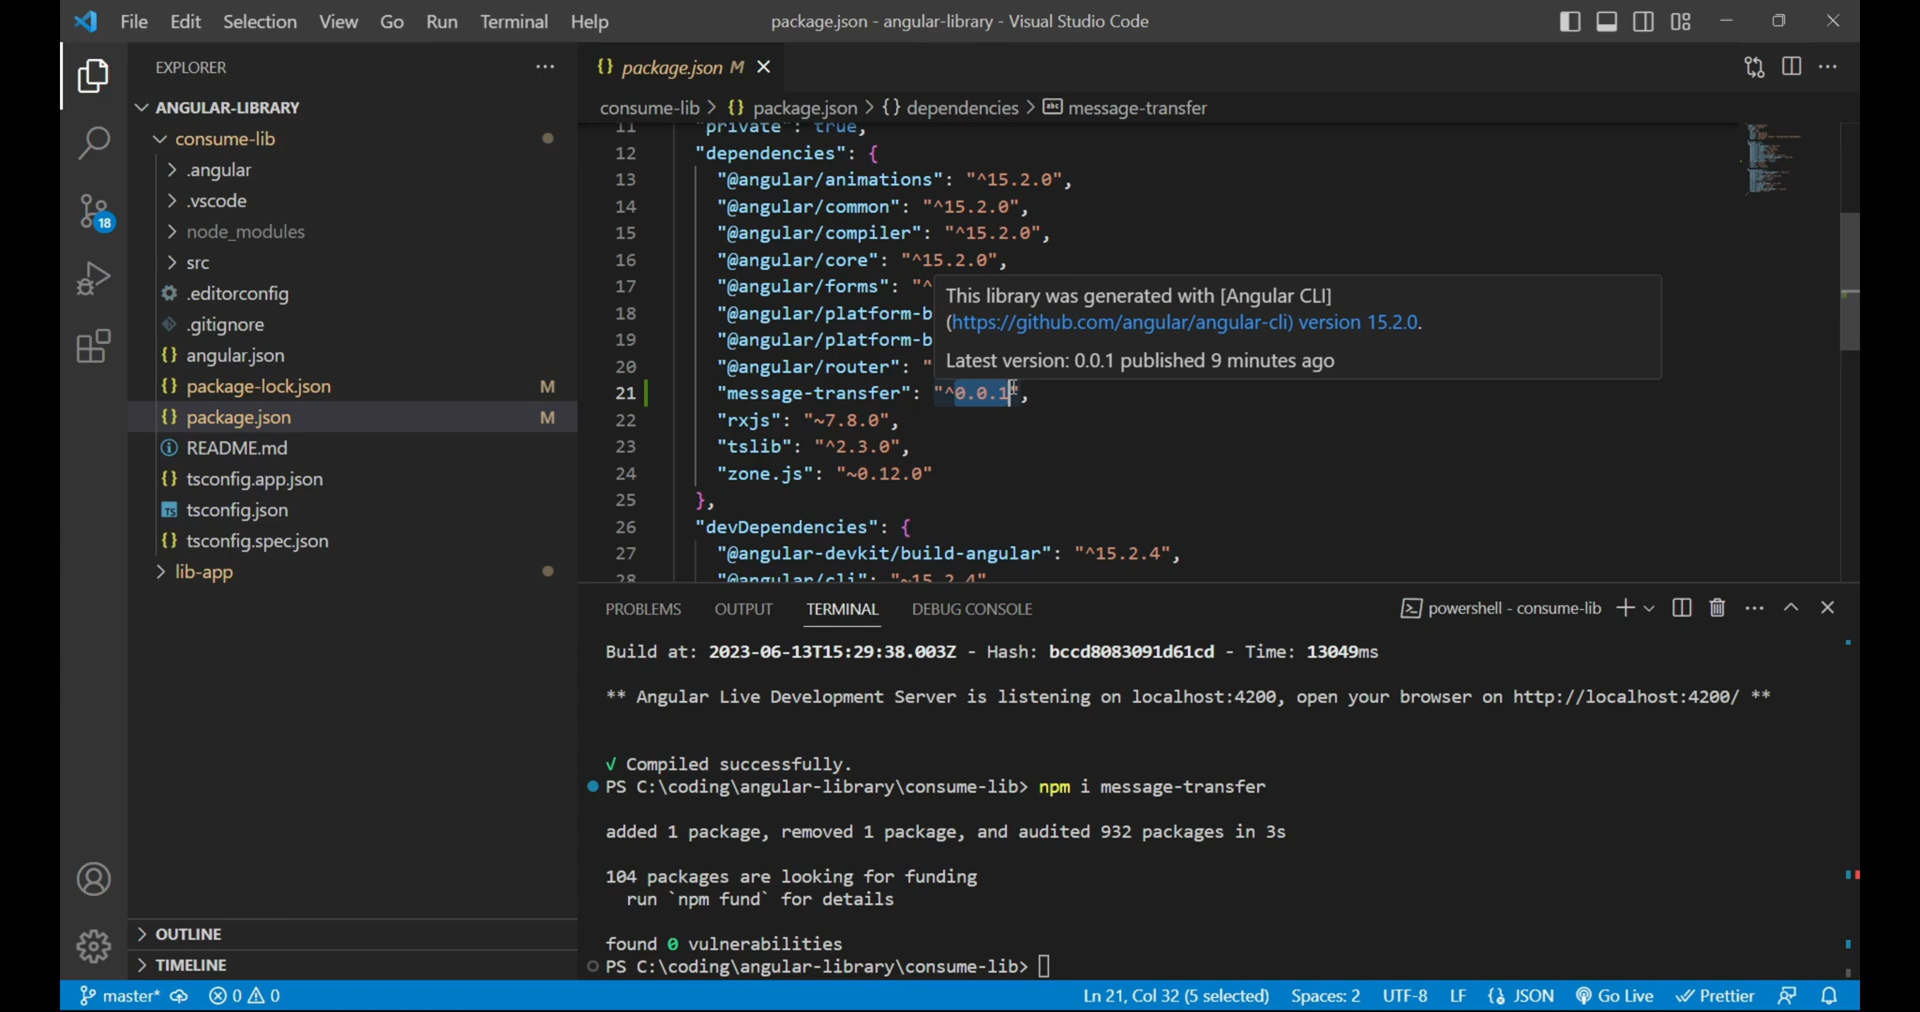 File Edit Selection View Go Run Terminal Help
package.json - angular-library - Visual Studio Code
EXPLORER
ANGULAR-LIBRARY
consume-lib
.angular
.vscode
node_modules
src
.editorconfig
.gitignore
angular.json
package-lock.json M
package.json M
README.md
tsconfig.app.json
TS tsconfig.json
tsconfig.spec.json
lib-app
OUTLINE
TIMELINE
18
{} package.json M
consume-lib > {} package.json > {} dependencies > abc message-transfer
11 "private": true,
12 "dependencies": {
13 "@angular/animations": "^15.2.0",
14 "@angular/common": "^15.2.0",
15 "@angular/compiler": "^15.2.0",
16 "@angular/core": "^15.2.0",
17 "@angular/forms": "^
18 "@angular/platform-b
19 "@angular/platform-b
20 "@angular/router": "
21 "message-transfer": "^0.0.1",
22 "rxjs": "~7.8.0",
23 "tslib": "^2.3.0",
24 "zone.js": "~0.12.0"
25 },
26 "devDependencies": {
27 "@angular-devkit/build-angular": "^15.2.4",
28 "@angular/cli": "~15.2.4"
This library was generated with [Angular CLI]
(https://github.com/angular/angular-cli) version 15.2.0.
Latest version: 0.0.1 published 9 minutes ago
PROBLEMS OUTPUT TERMINAL DEBUG CONSOLE
powershell - consume-lib
Build at: 2023-06-13T15:29:38.003Z - Hash: bccd8083091d61cd - Time: 13049ms
** Angular Live Development Server is listening on localhost:4200, open your browser on http://localhost:4200/ **
√ Compiled successfully.
PS C:\coding\angular-library\consume-lib> npm i message-transfer
added 1 package, removed 1 package, and audited 932 packages in 3s
104 packages are looking for funding
run `npm fund` for details
found 0 vulnerabilities
PS C:\coding\angular-library\consume-lib>
master* 0 0
Ln 21, Col 32 (5 selected) Spaces: 2 UTF-8 LF {} JSON Go Live Prettier